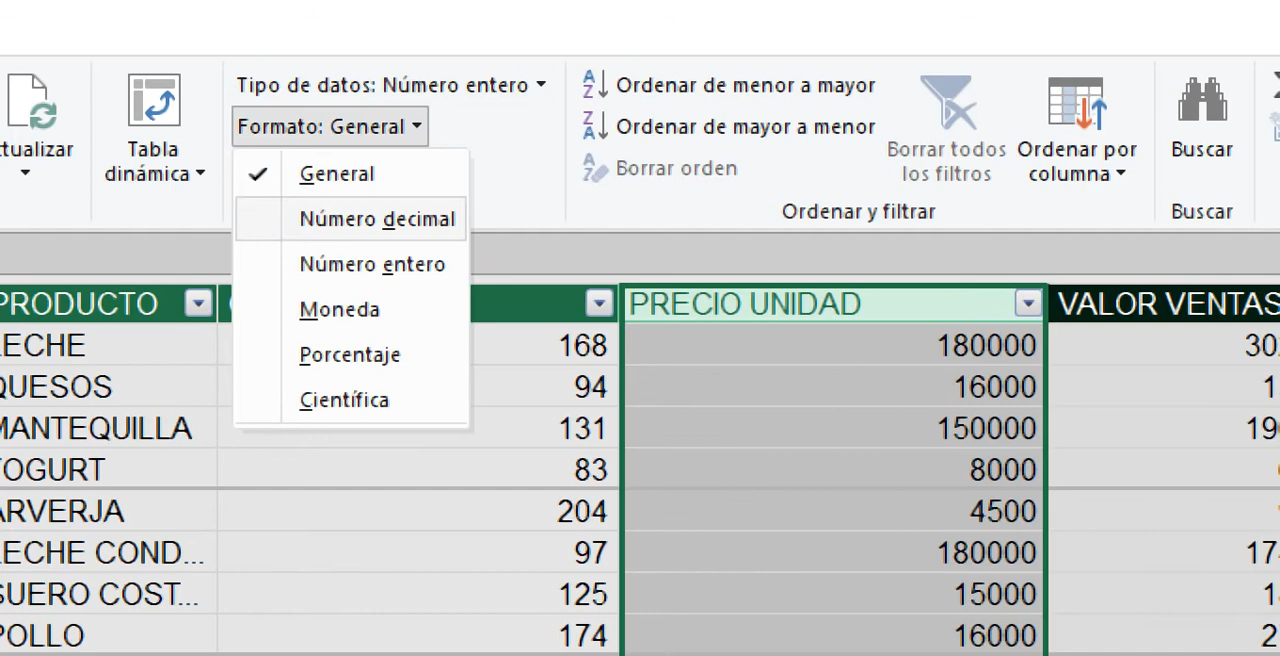 Tipo de datos: Número entero
Formato: General
General
Número decimal
Número entero
Moneda
Porcentaje
Científica
ctualizar
Tabla
dinámica
Ordenar de menor a mayor
Ordenar de mayor a menor
Borrar orden
Borrar todos
los filtros
Ordenar por
columna
Ordenar y filtrar
Buscar
Buscar
PRODUCTO PRECIO UNIDAD VALOR VENTAS
LECHE 168 180000
QUESOS 94 16000
MANTEQUILLA 131 150000
YOGURT 83 8000
ARVERJA 204 4500
LECHE COND... 97 180000
SUERO COST... 125 15000
POLLO 174 16000